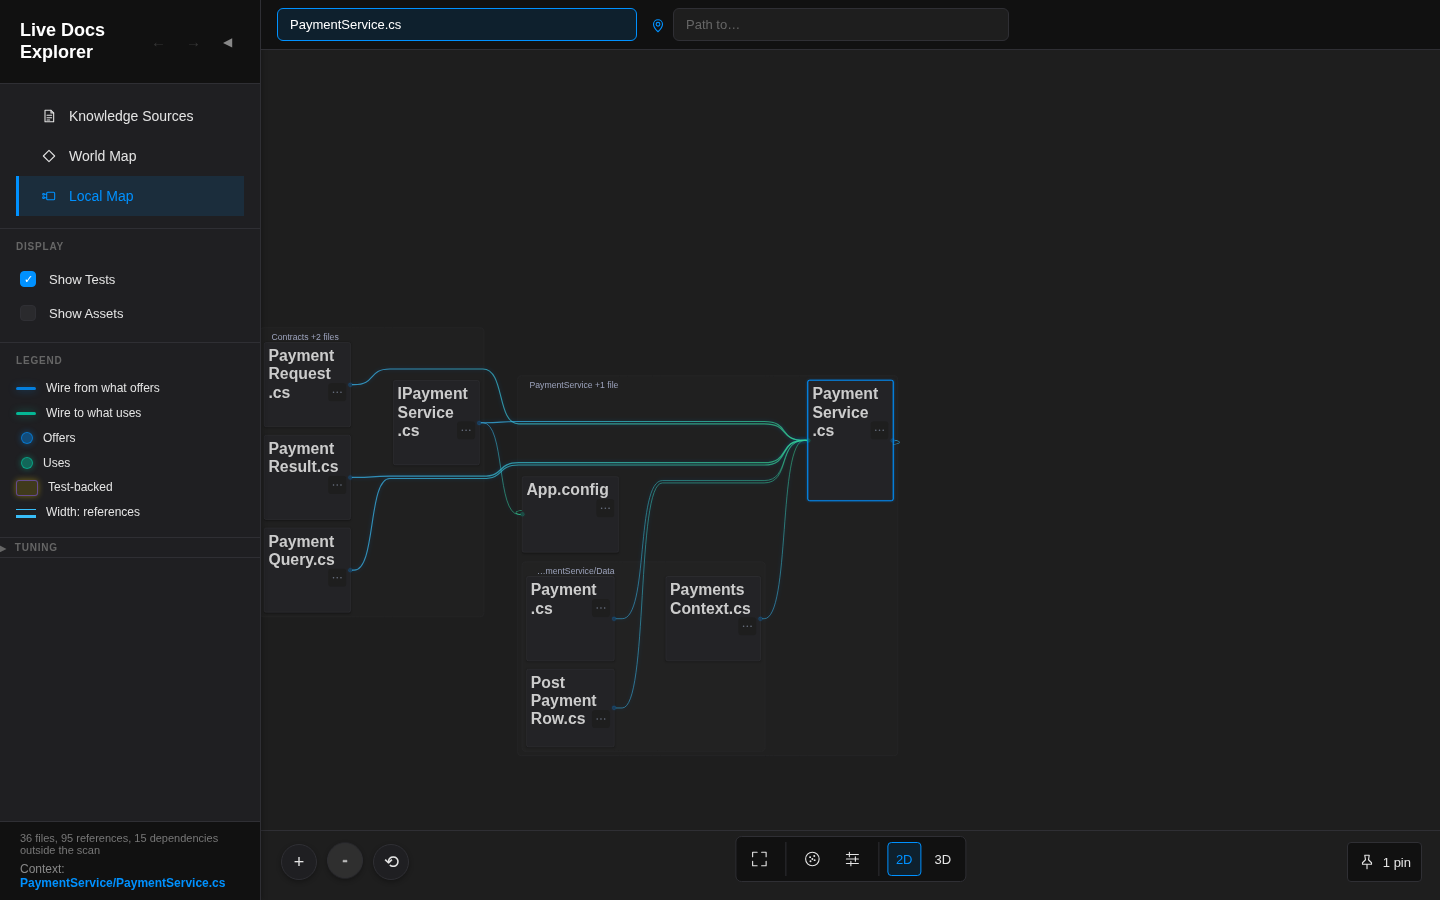 Live Docs
Explorer
← → ◀
PaymentService.cs
Path to…
Knowledge Sources
World Map
Local Map
DISPLAY
Show Tests
Show Assets
LEGEND
Wire from what offers
Wire to what uses
Offers
Uses
Test-backed
Width: references
TUNING
36 files, 95 references, 15 dependencies
outside the scan
Context:
PaymentService/PaymentService.cs
Contracts +2 files
Payment
Request
.cs
...
Payment
Result.cs
...
Payment
Query.cs
...
IPayment
Service
.cs
...
PaymentService +1 file
Payment
Service
.cs
...
App.config
...
…mentService/Data
Payment
.cs
...
Payments
Context.cs
...
Post
Payment
Row.cs
...
+ - ⟲
2D 3D
1 pin